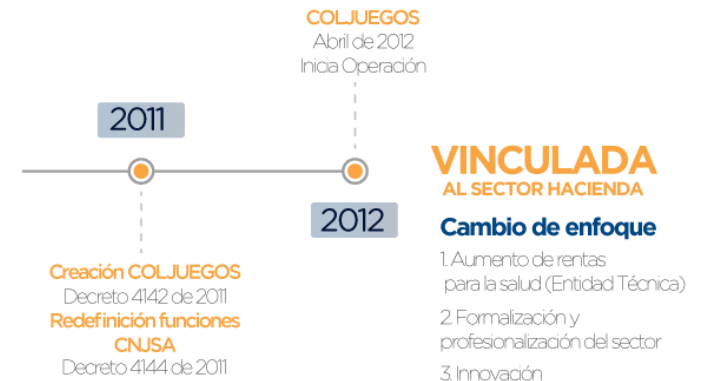 COLJUEGOS
Abril de 2012
Inicia Operación
2011
2012
Creación COLJUEGOS
Decreto 4142 de 2011
Redefinición funciones
CNJSA
Decreto 4144 de 2011
VINCULADA
AL SECTOR HACIENDA
Cambio de enfoque
1. Aumento de rentas
para la salud (Entidad Técnica)
2. Formalización y
profesionalización del sector
3. Innovación